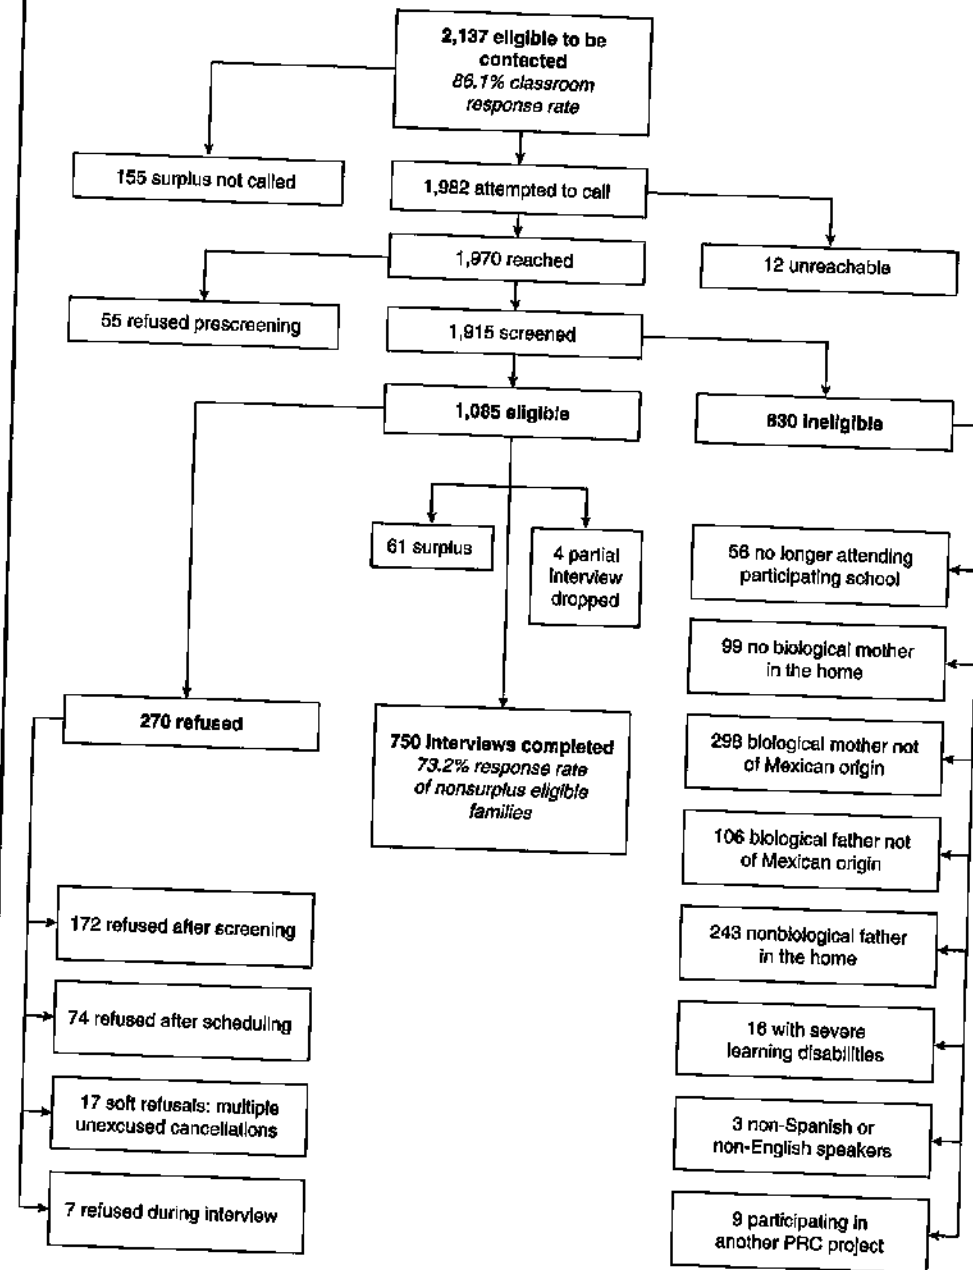 2,137 eligible to be
contacted
86.1% classroom
response rate
155 surplus not called
1,982 attempted to call
1,970 reached
12 unreachable
55 refused prescreening
1,915 screened
1,085 eligible
830 ineligible
61 surplus
4 partial
interview
dropped
56 no longer attending
participating school
99 no biological mother
in the home
270 refused
750 interviews completed
73.2% response rate
of nonsurplus eligible
families
298 biological mother not
of Mexican origin
106 biological father not
of Mexican origin
172 refused after screening
243 nonbiological father
in the home
74 refused after scheduling
16 with severe
learning disabilities
17 soft refusals: multiple
unexcused cancellations
3 non-Spanish or
non-English speakers
7 refused during interview
9 participating in
another PRC project